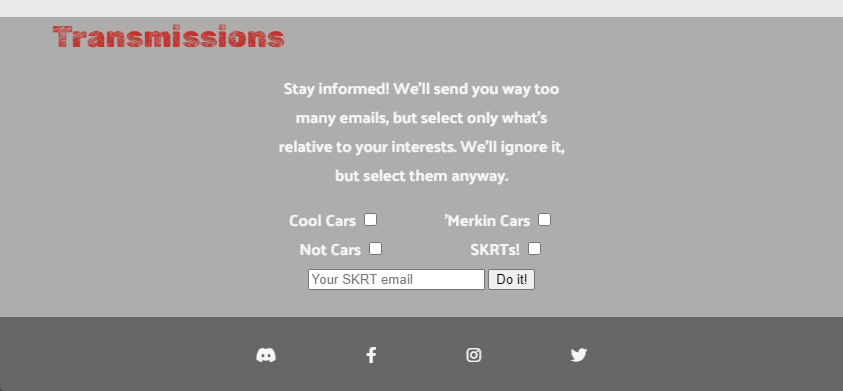 Transmissions
Stay informed! We'll send you way too
many emails, but select only what's
relative to your interests. We'll ignore it,
but select them anyway.
Cool Cars 'Merkin Cars
Not Cars SKRTs!
Your SKRT email Do it!